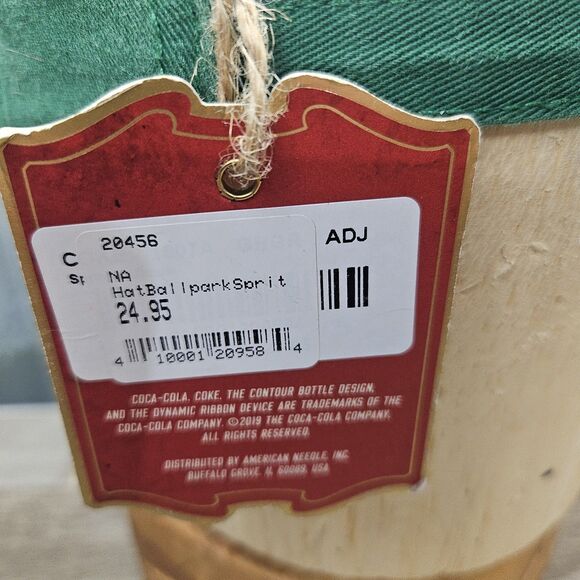 20456
ADJ
C
NA
HatBallparkSprit
24.95
4 10001 20958 4
COCA-COLA, COKE, THE CONTOUR BOTTLE DESIGN,
AND THE DYNAMIC RIBBON DEVICE ARE TRADEMARKS OF THE
COCA-COLA COMPANY. ©2019 THE COCA-COLA COMPANY.
ALL RIGHTS RESERVED.
DISTRIBUTED BY AMERICAN NEEDLE, INC.
BUFFALO GROVE, IL 60089, USA